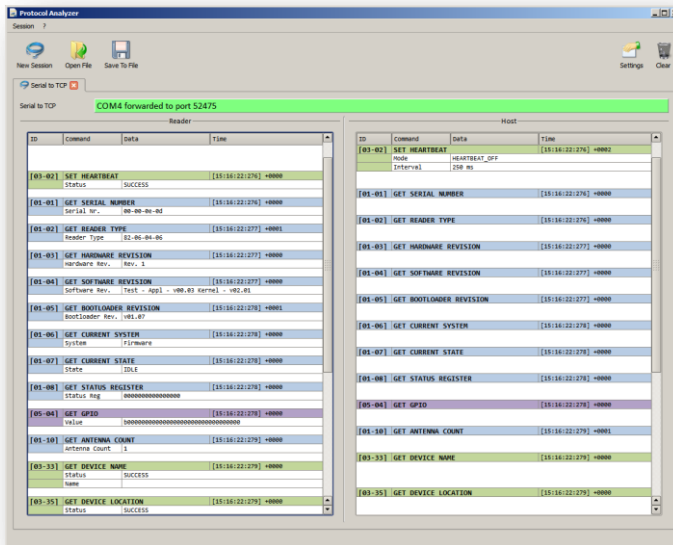 Protocol Analyzer
Session ?
New Session Open File Save To File Settings Clear
Serial to TCP
Serial to TCP COM4 forwarded to port 52475
Reader
ID Command Data Time
[03-02] SET HEARTBEAT [15:16:22:276] +0000
Status SUCCESS
[01-01] GET SERIAL NUMBER [15:16:22:276] +0000
Serial Nr. 00-00-0e-0d
[01-02] GET READER TYPE [15:16:22:277] +0001
Reader Type 82-06-04-06
[01-03] GET HARDWARE REVISION [15:16:22:277] +0000
Hardware Rev. Rev. 1
[01-04] GET SOFTWARE REVISION [15:16:22:277] +0000
Software Rev. Test - Appl - v00.03 Kernel - v02.01
[01-05] GET BOOTLOADER REVISION [15:16:22:278] +0001
Bootloader Rev. v01.07
[01-06] GET CURRENT SYSTEM [15:16:22:278] +0000
System Firmware
[01-07] GET CURRENT STATE [15:16:22:278] +0000
State IDLE
[01-08] GET STATUS REGISTER [15:16:22:278] +0000
Status Reg 0000000000000000
[05-04] GET GPIO [15:16:22:278] +0000
Value
[01-10] GET ANTENNA COUNT [15:16:22:279] +0000
Antenna Count 1
[03-33] GET DEVICE NAME [15:16:22:279] +0000
Status SUCCESS
Name
[03-35] GET DEVICE LOCATION [15:16:22:279] +0000
Status SUCCESS
Host
ID Command Data Time
[03-02] SET HEARTBEAT [15:16:22:276] +0002
Mode HEARTBEAT_OFF
Interval 250 ms
[01-01] GET SERIAL NUMBER [15:16:22:276] +0000
[01-02] GET READER TYPE [15:16:22:276] +0000
[01-03] GET HARDWARE REVISION [15:16:22:277] +0000
[01-04] GET SOFTWARE REVISION [15:16:22:277] +0000
[01-05] GET BOOTLOADER REVISION [15:16:22:277] +0000
[01-06] GET CURRENT SYSTEM [15:16:22:278] +0000
[01-07] GET CURRENT STATE [15:16:22:278] +0000
[01-08] GET STATUS REGISTER [15:16:22:278] +0000
[05-04] GET GPIO [15:16:22:278] +0000
[01-10] GET ANTENNA COUNT [15:16:22:279] +0001
[03-33] GET DEVICE NAME [15:16:22:279] +0000
[03-35] GET DEVICE LOCATION [15:16:22:279] +0000